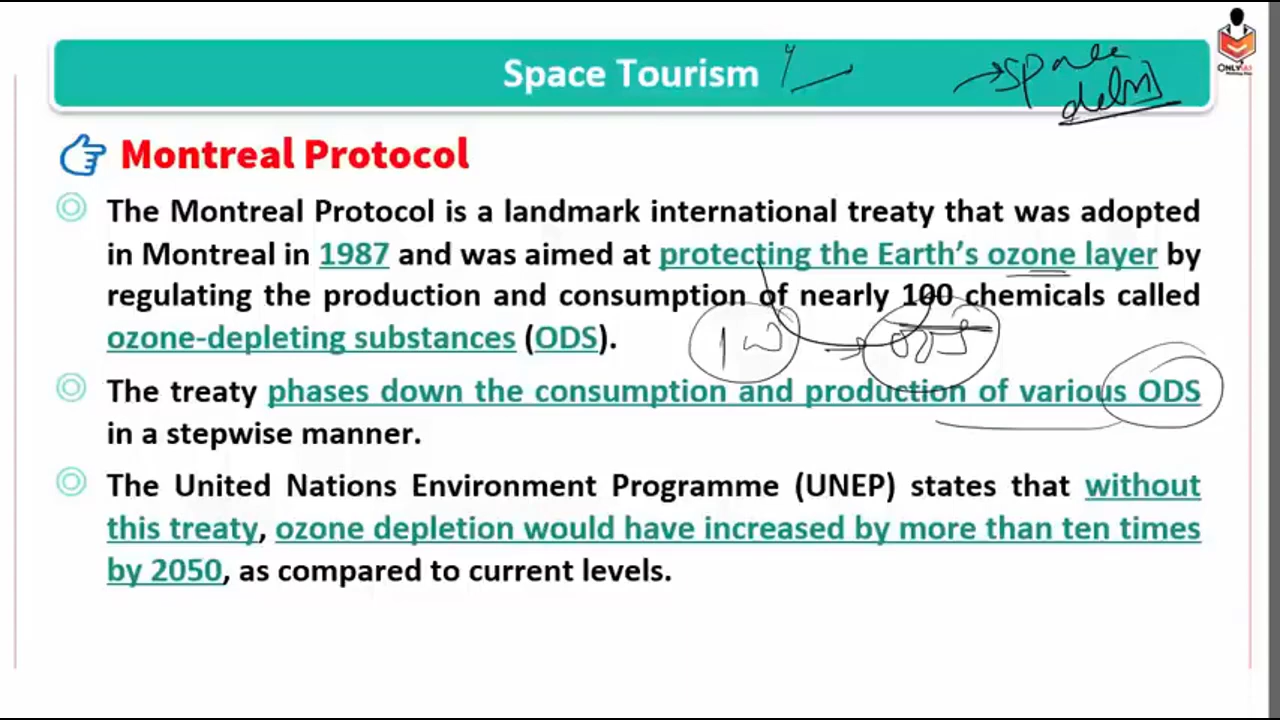 Space Tourism
space
debris
ONLYIAS
Montreal Protocol
The Montreal Protocol is a landmark international treaty that was adopted
in Montreal in 1987 and was aimed at protecting the Earth's ozone layer by
regulating the production and consumption of nearly 100 chemicals called
ozone-depleting substances (ODS).
ODS
The treaty phases down the consumption and production of various ODS
in a stepwise manner.
The United Nations Environment Programme (UNEP) states that without
this treaty, ozone depletion would have increased by more than ten times
by 2050, as compared to current levels.